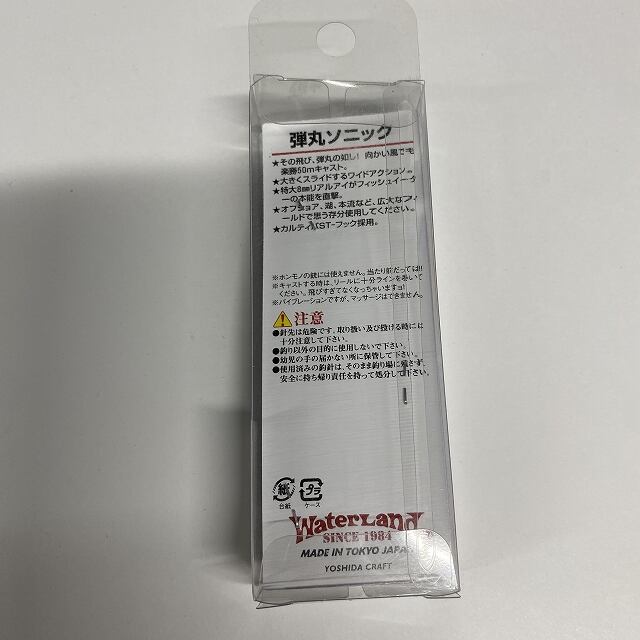 弾丸ソニック
★その飛び、弾丸の如し! 向かい風でも
楽勝50mキャスト。
★大きくスライドするワイドアクション。
★特大8mmリアルアイがフィッシュイータ
ーの本能を直撃。
★オフショア、湖、本流など、広大なフィ
ールドで思う存分使用してください。
★カルティバST-フック採用。
※ホンモノの銃には使えません。当たり前だっては!!
※キャストする時は、リールに十分ラインを巻いて
ください。飛びすぎてなくなっちゃいますョ!
※バイブレーションですが、マッサージはできません。
注意
●針先は危険です。取り扱い及び投げる時には
十分注意して下さい。
●釣り以外の目的に使用しないで下さい。
●幼児の手の届かない所に保管して下さい。
●使用済みの釣針は、そのまま釣り場に残さず、
安全に持ち帰り責任を持って処分して下さい。
紙 プラ
台紙 ケース
WaterLand
SINCE 1984
MADE IN TOKYO JAPAN
YOSHIDA CRAFT